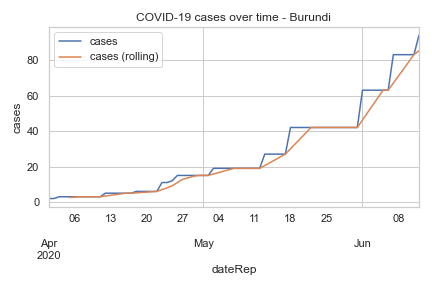 COVID-19 cases over time - Burundi
cases
cases (rolling)
cases
80
60
40
20
0
06 13 20 27 04 11 18 25 08
Apr May Jun
2020
dateRep